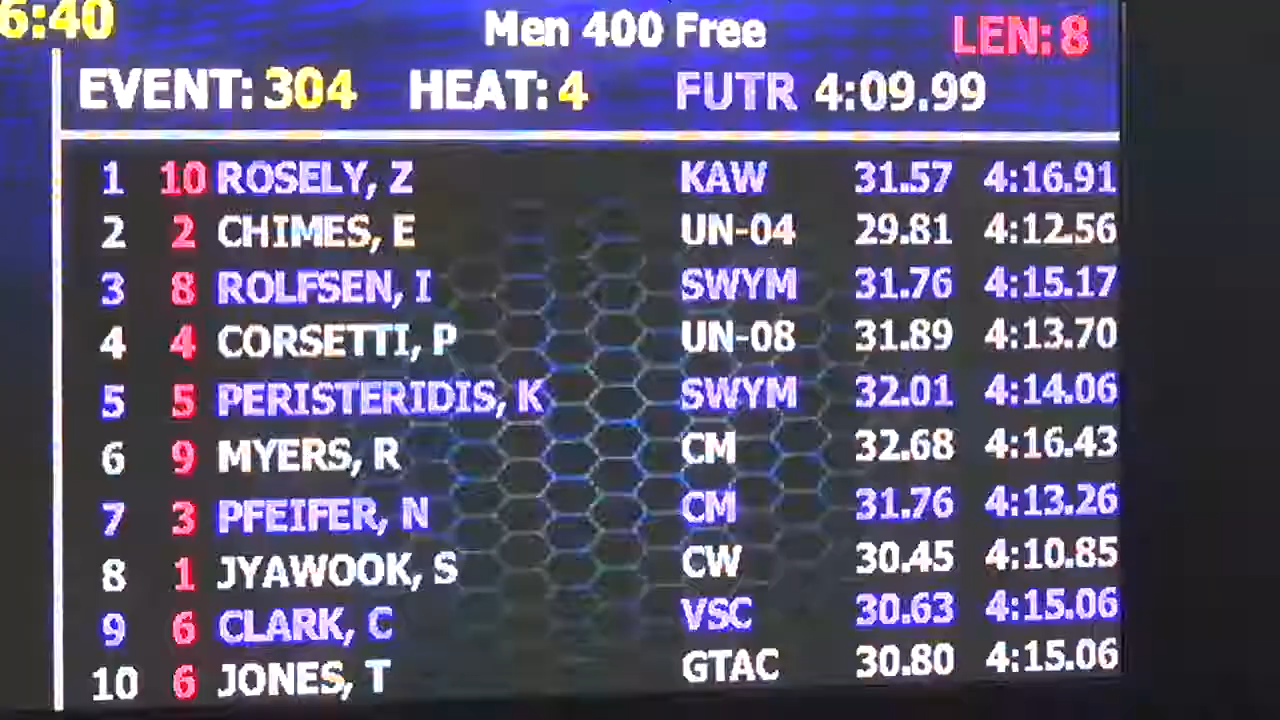 6:40
Men 400 Free LEN: 8
EVENT: 304 HEAT: 4 FUTR 4:09.99
1 10 ROSELY, Z KAW 31.57 4:16.91
2 2 CHIMES, E UN-04 29.81 4:12.56
3 8 ROLFSEN, I SWYM 31.76 4:15.17
4 4 CORSETTI, P UN-08 31.89 4:13.70
5 5 PERISTERIDIS, K SWYM 32.01 4:14.06
6 9 MYERS, R CM 32.68 4:16.43
7 3 PFEIFER, N CM 31.76 4:13.26
8 1 JYAWOOK, S CW 30.45 4:10.85
9 6 CLARK, C VSC 30.63 4:15.06
10 6 JONES, T GTAC 30.80 4:15.06